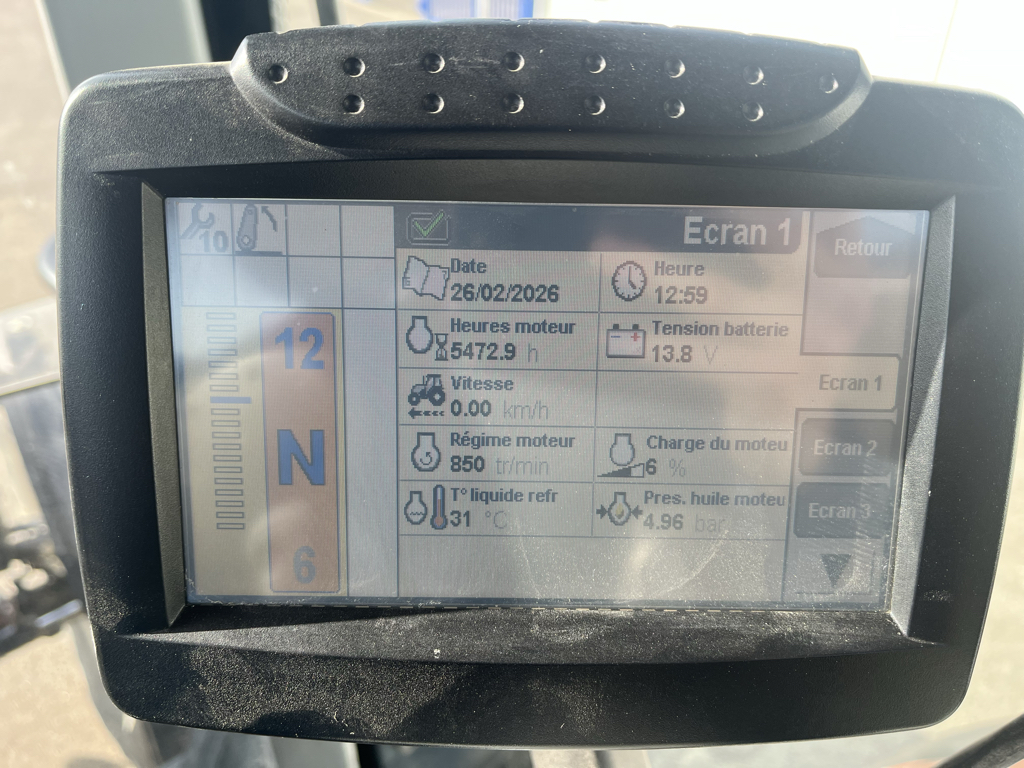 10
Ecran 1
Retour
Date
26/02/2026
Heure
12:59
12
Heures moteur
5472.9 h
Tension batterie
13.8 V
Vitesse
0.00 km/h
Ecran 1
N
Régime moteur
850 tr/min
Charge du moteu
6 %
Ecran 2
T° liquide refr
31 °C
Pres. huile moteu
4.96 bar
Ecran 3
6